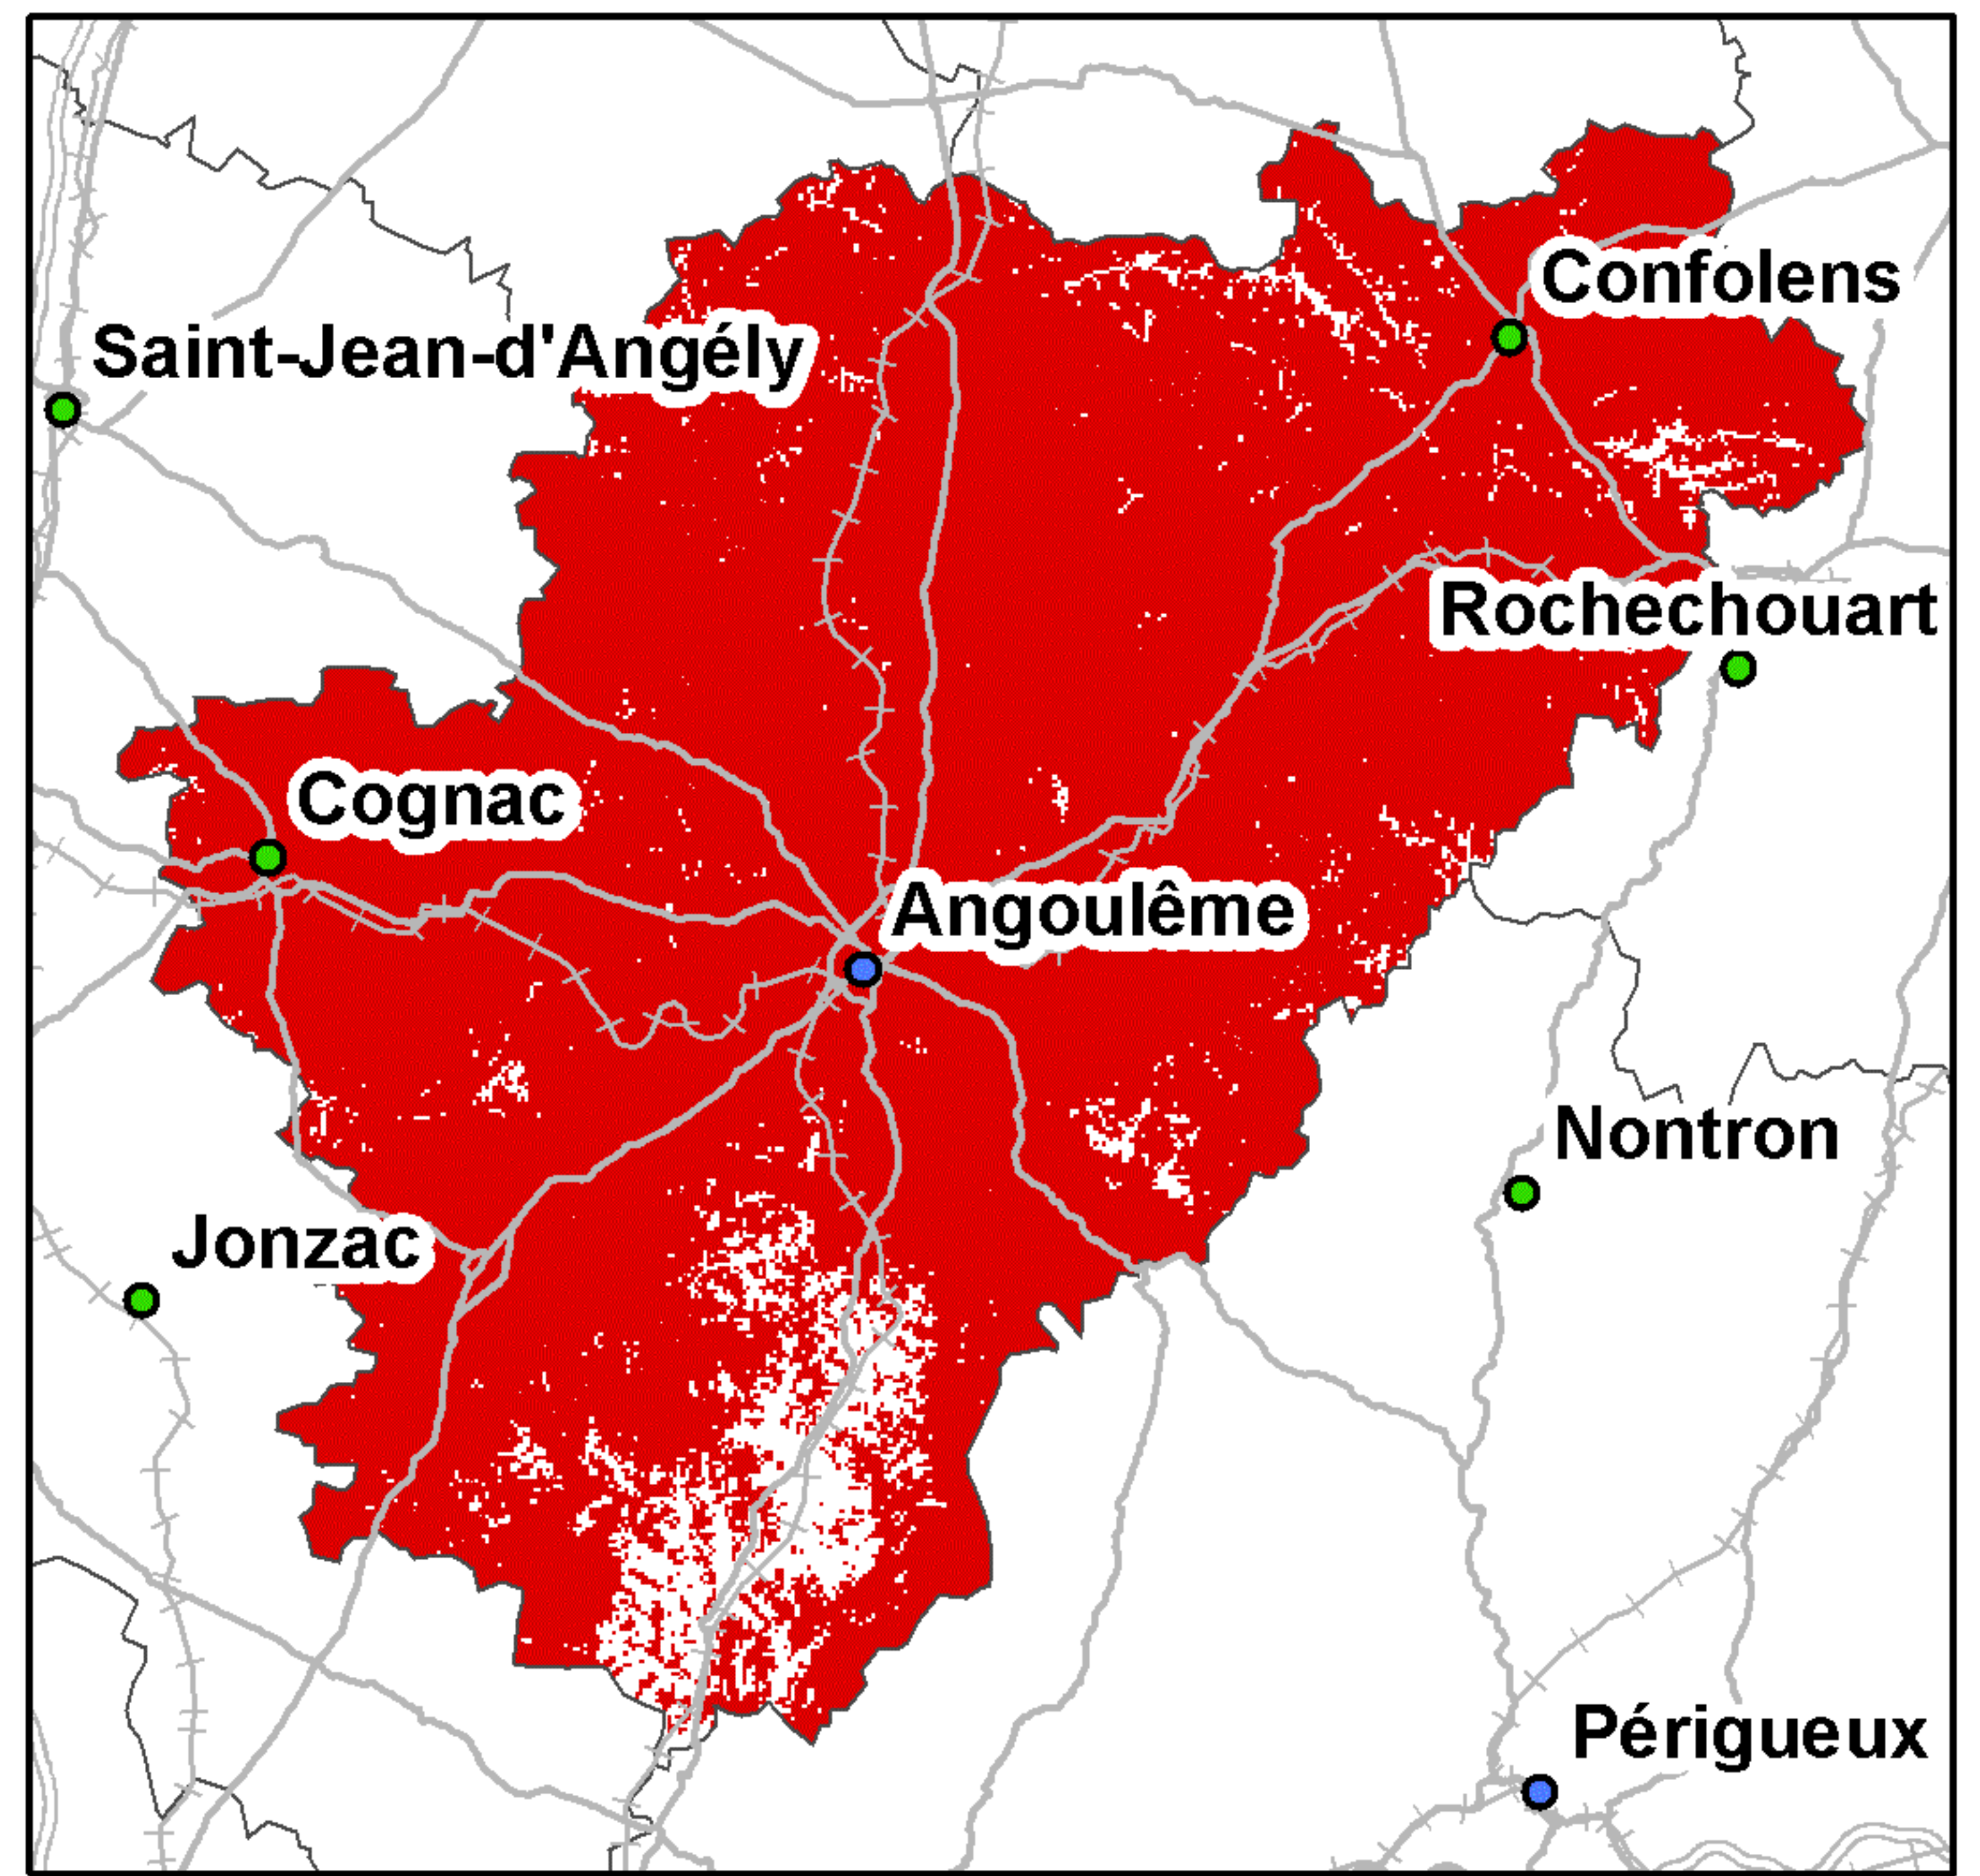 Confolens
Saint-Jean-d'Angély
Rochechouart
Cognac
Angoulême
Nontron
Jonzac
Périgueux